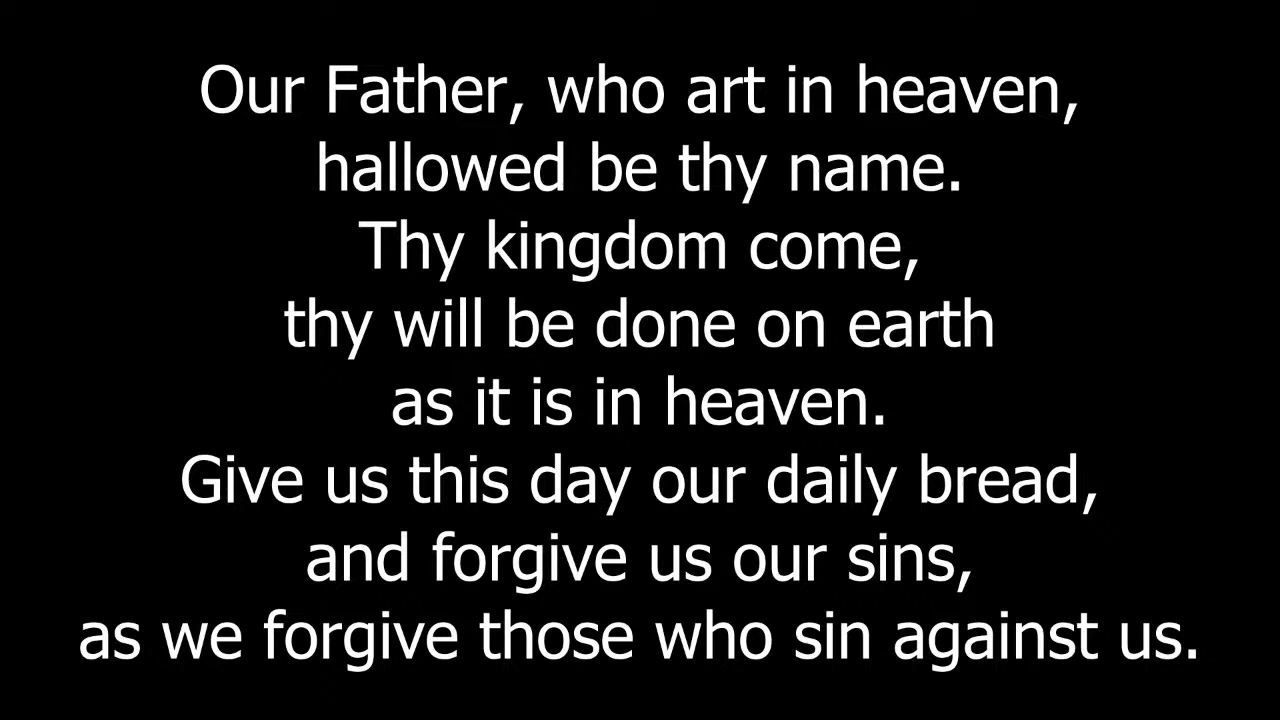 Our Father, who art in heaven,
hallowed be thy name.
Thy kingdom come,
thy will be done on earth
as it is in heaven.
Give us this day our daily bread,
and forgive us our sins,
as we forgive those who sin against us.